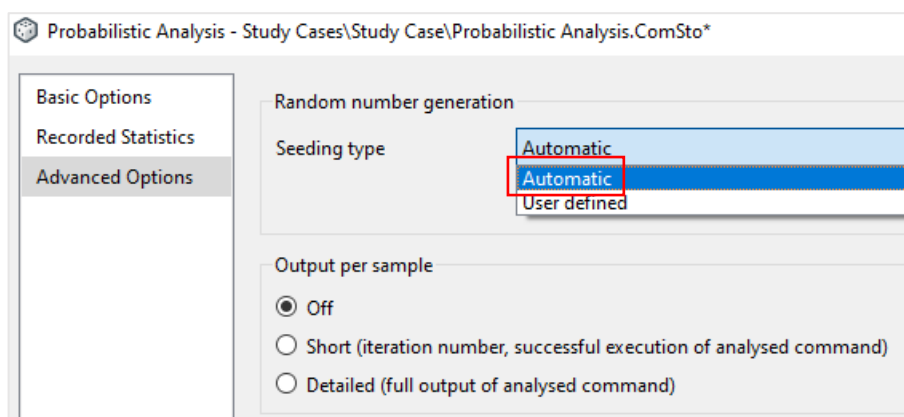 Probabilistic Analysis - Study Cases\Study Case\Probabilistic Analysis.ComSto*
Basic Options
Recorded Statistics
Advanced Options
Random number generation
Seeding type
Automatic
Automatic
User defined
Output per sample
Off
Short (iteration number, successful execution of analysed command)
Detailed (full output of analysed command)